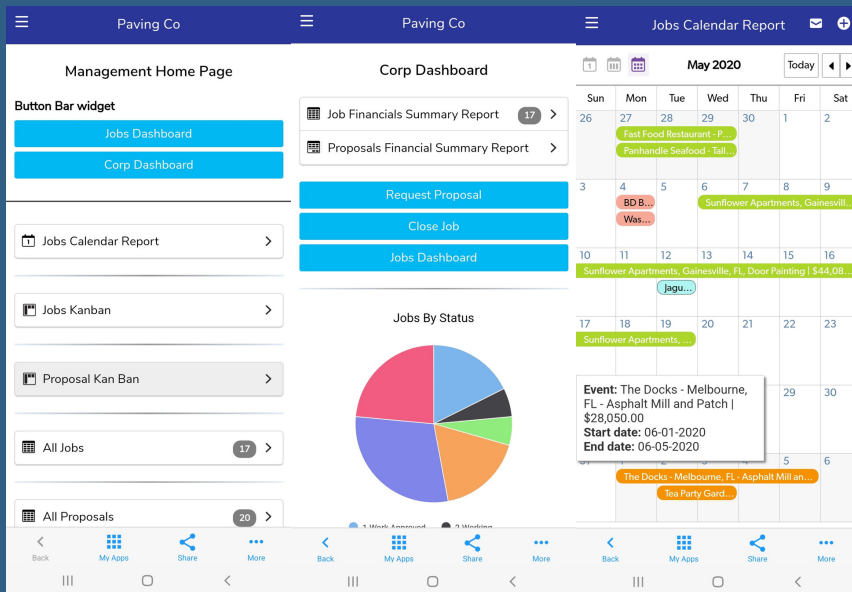 Paving Co
Management Home Page
Button Bar widget
Jobs Dashboard
Corp Dashboard
Jobs Calendar Report
Jobs Kanban
Proposal Kan Ban
All Jobs 17
All Proposals 20
Back My Apps Share More
Paving Co
Corp Dashboard
Job Financials Summary Report 17
Proposals Financial Summary Report
Request Proposal
Close Job
Jobs Dashboard
Jobs By Status
1 Work Approved 2 Working
Back My Apps Share More
Jobs Calendar Report
May 2020 Today
Sun Mon Tue Wed Thu Fri Sat
26 27 28 29 30 1 2
Fast Food Restaurant - P...
Panhandle Seafood - Tall...
3 4 5 6 7 8 9
BD B... Sunflower Apartments, Gainesvill...
Was...
10 11 12 13 14 15 16
Sunflower Apartments, Gainesville, FL, Door Painting | $44,08...
Jagu...
17 18 19 20 21 22 23
Sunflower Apartments, ...
Event: The Docks - Melbourne,
FL - Asphalt Mill and Patch |
$28,050.00
Start date: 06-01-2020
End date: 06-05-2020
29 30
5 6
The Docks - Melbourne, FL - Asphalt Mill an...
Tea Party Gard...
Back My Apps Share More